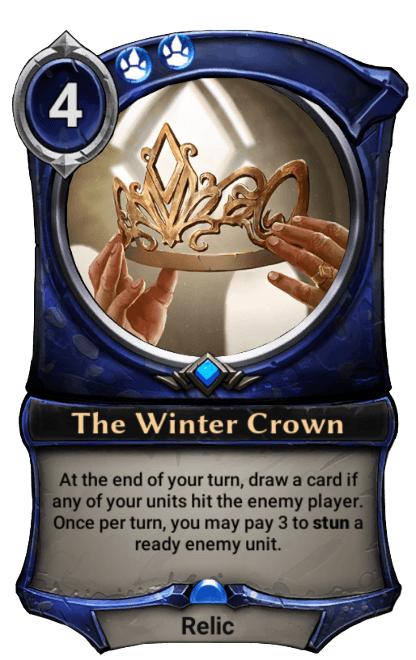 4
The Winter Crown
At the end of your turn, draw a card if
any of your units hit the enemy player.
Once per turn, you may pay 3 to stun a
ready enemy unit.
Relic